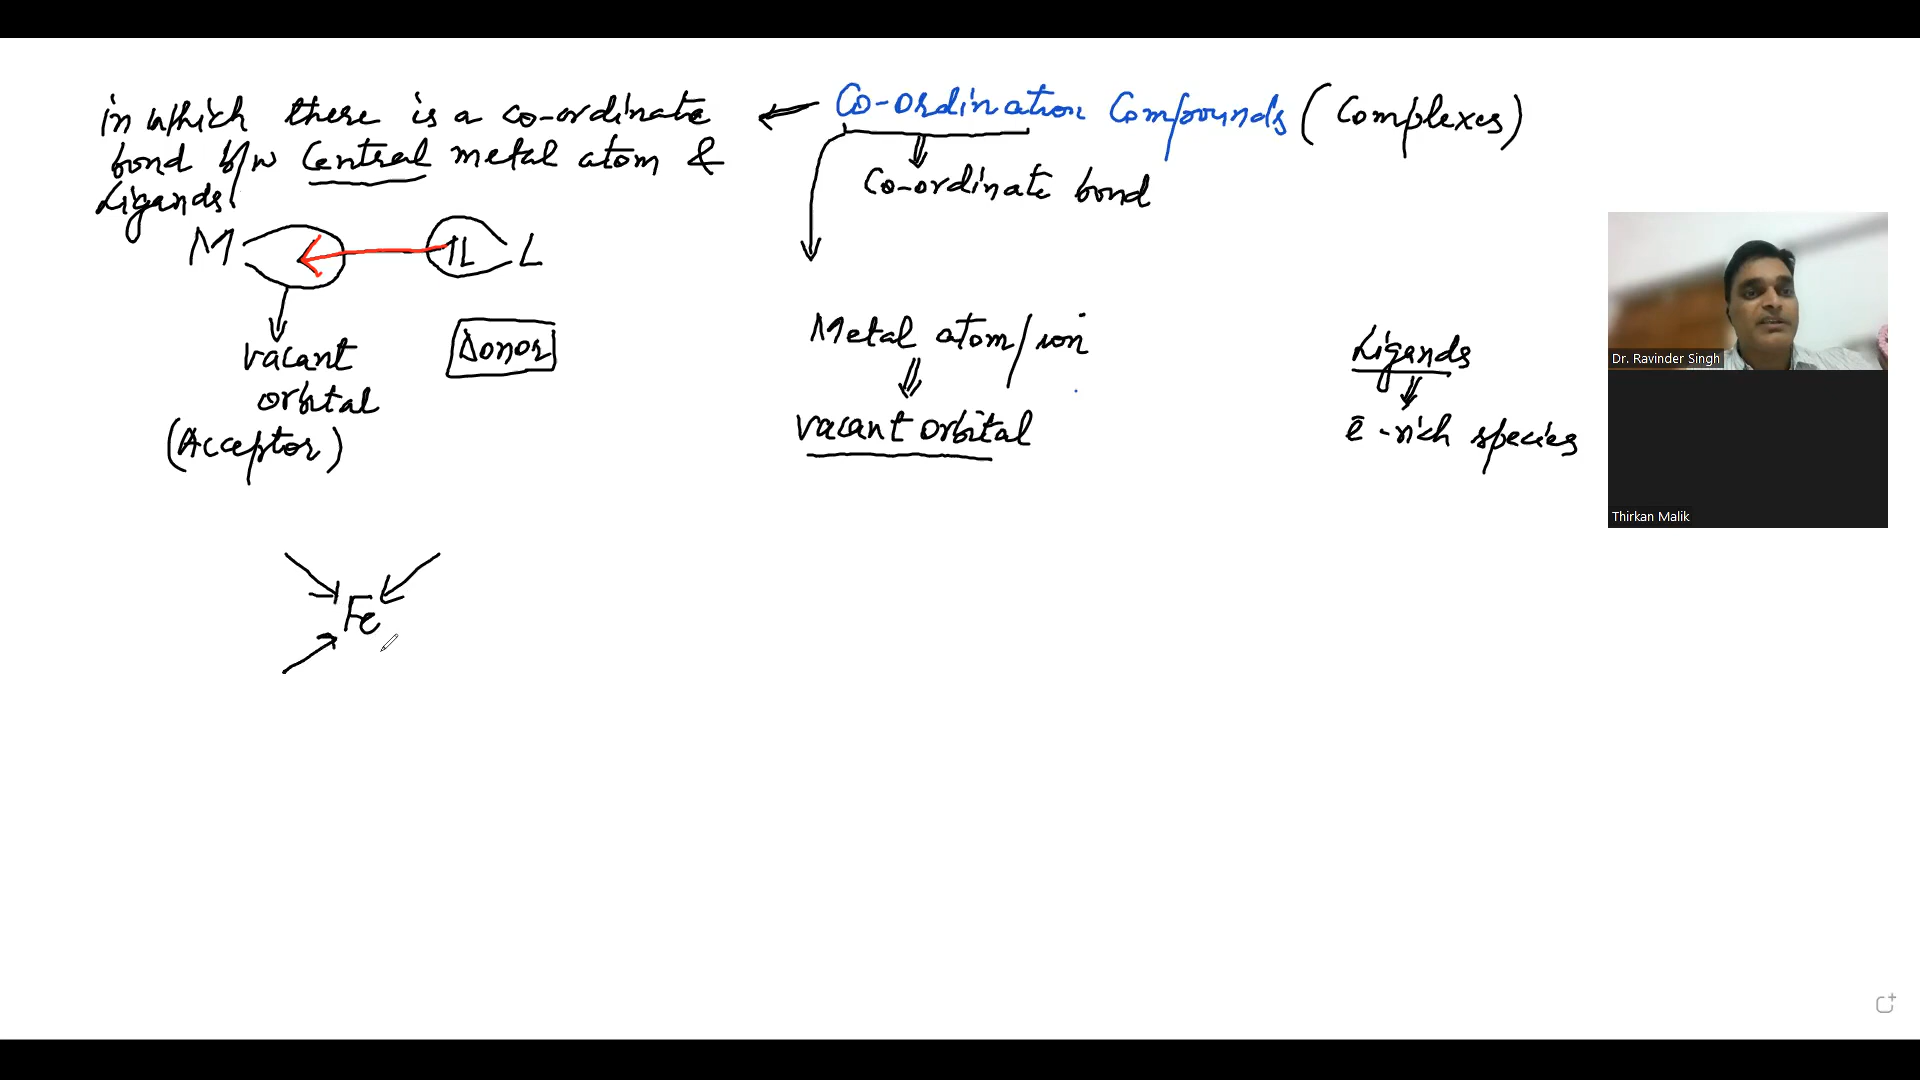 Co-ordination Compounds (Complexes)
in which there is a co-ordinate
bond b/w Central metal atom &
Ligands.
Co-ordinate bond
M 1L L
vacant
orbital
(Acceptor)
Donor
Metal atom/ion
vacant orbital
Ligands
ē-rich species
Fe
Dr. Ravinder Singh
Thirkan Malik